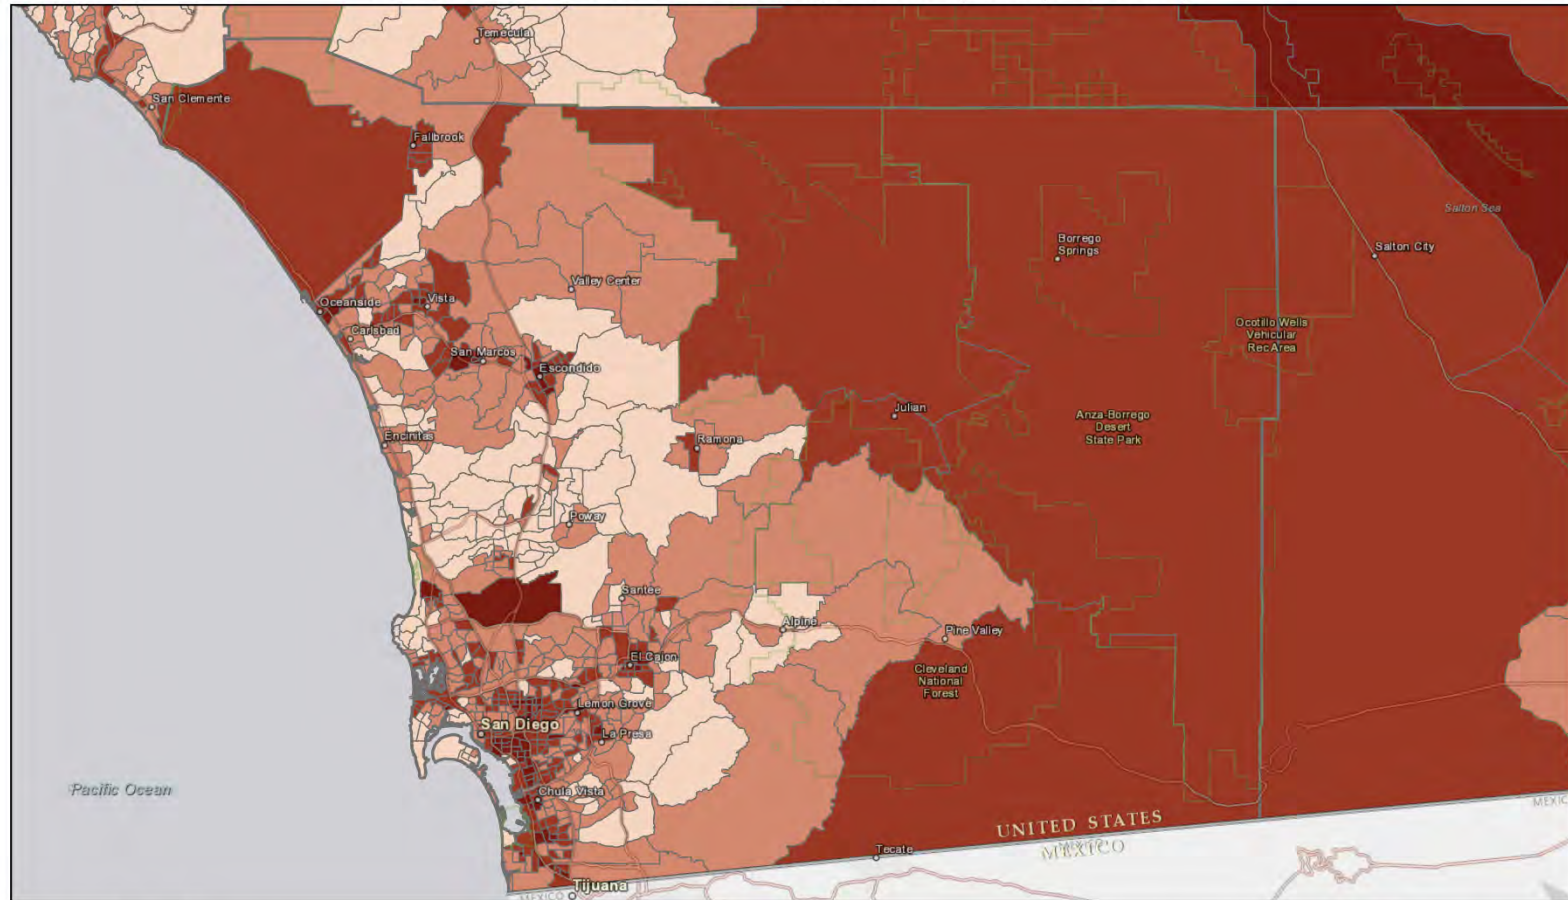 Temecula
San Clemente
Fallbrook
Salton Sea
Borrego
Springs
Salton City
Valley Center
Oceanside
Vista
Ocotillo Wells
Vehicular
Rec Area
Carlsbad
San Marcos
Escondido
Julian
Anza-Borrego
Desert
State Park
Encinitas
Ramona
Poway
Santee
Alpine
Pine Valley
El Cajon
Cleveland
National
Forest
Lemon Grove
San Diego
La Presa
Pacific Ocean
Chula Vista
UNITED STATES
MEXICO
MEXIC
Tecate
Tijuana
MEXICO